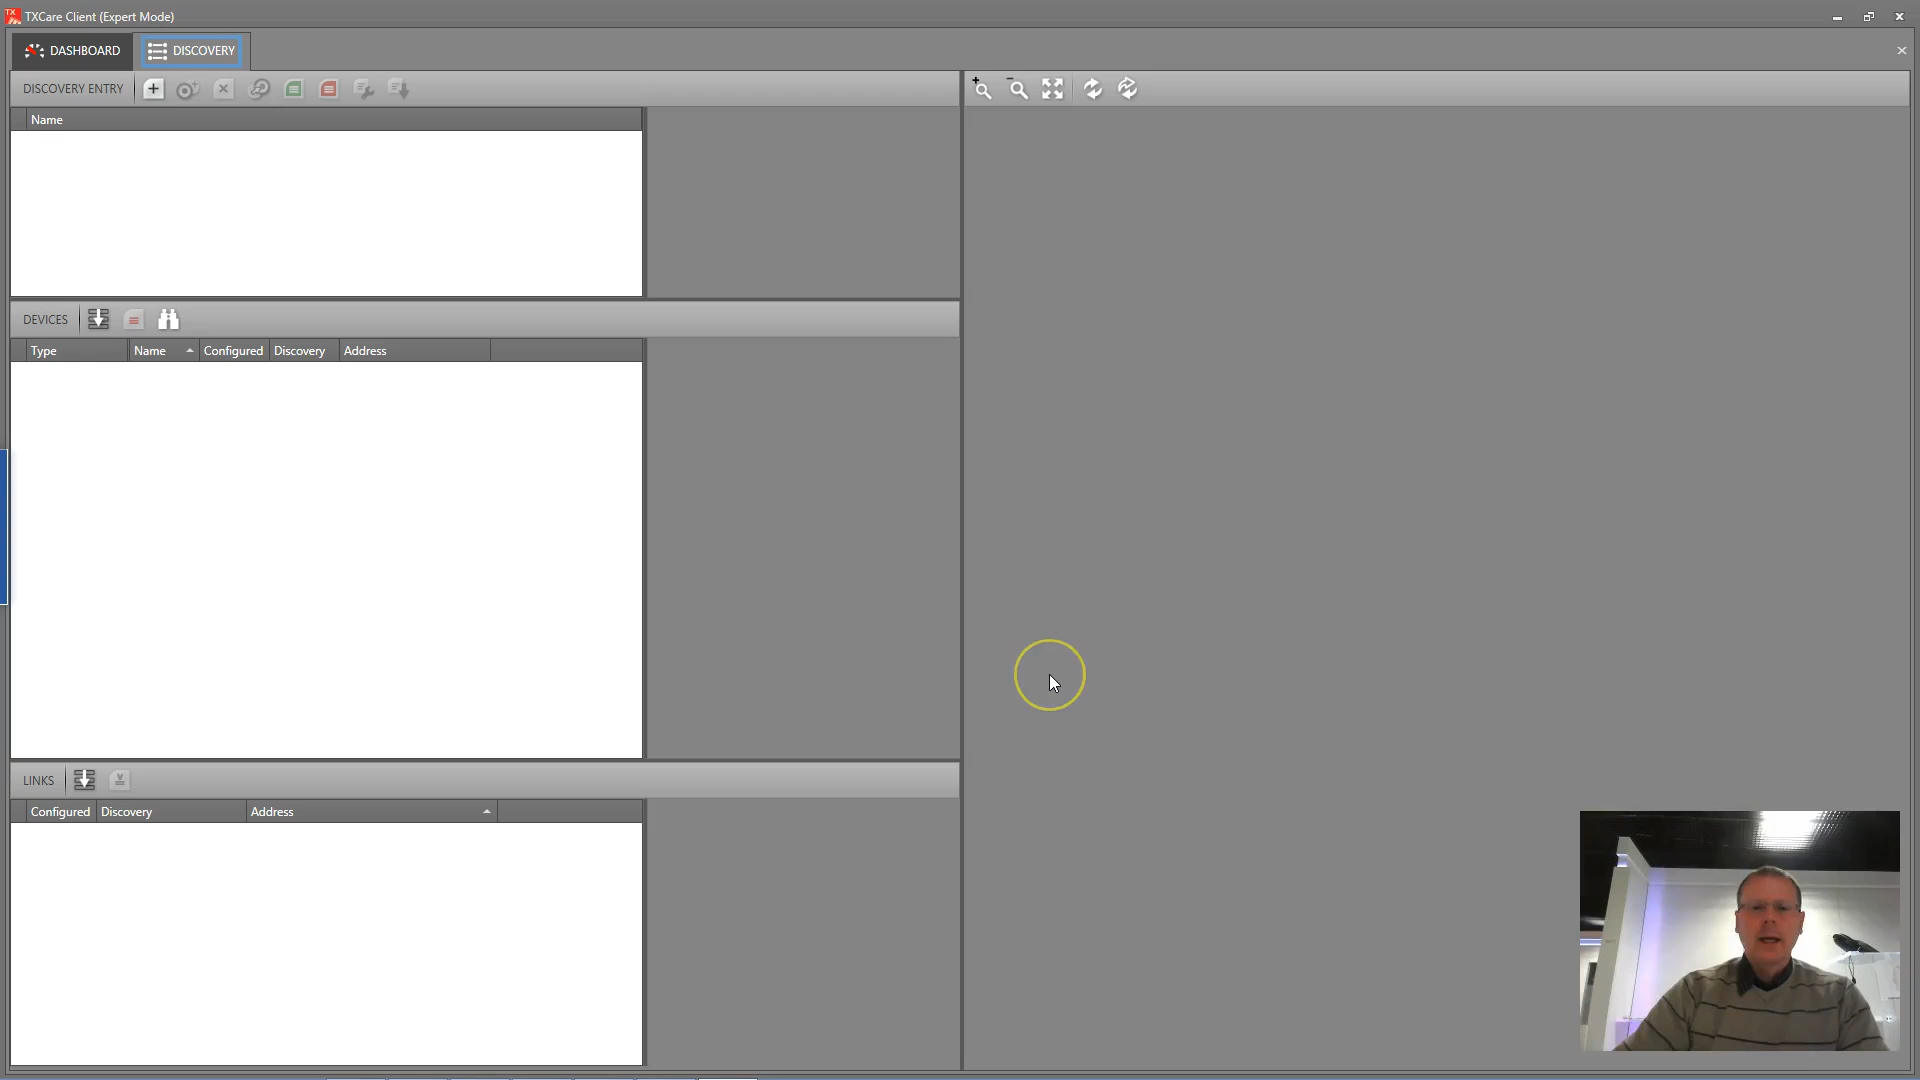 TXCare Client (Expert Mode)
DASHBOARD
DISCOVERY
DISCOVERY ENTRY
Name
DEVICES
Type
Name
Configured
Discovery
Address
LINKS
Configured
Discovery
Address